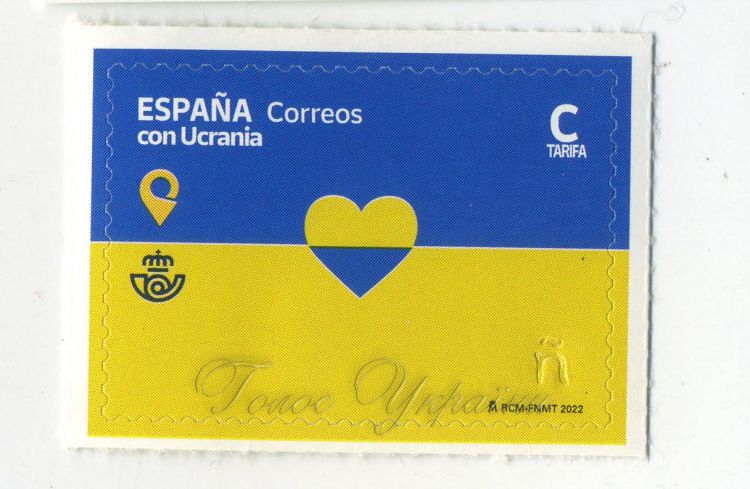 ESPAÑA Correos
con Ucrania
C
TARIFA
ñ
Голос України
RCM-FNMT 2022